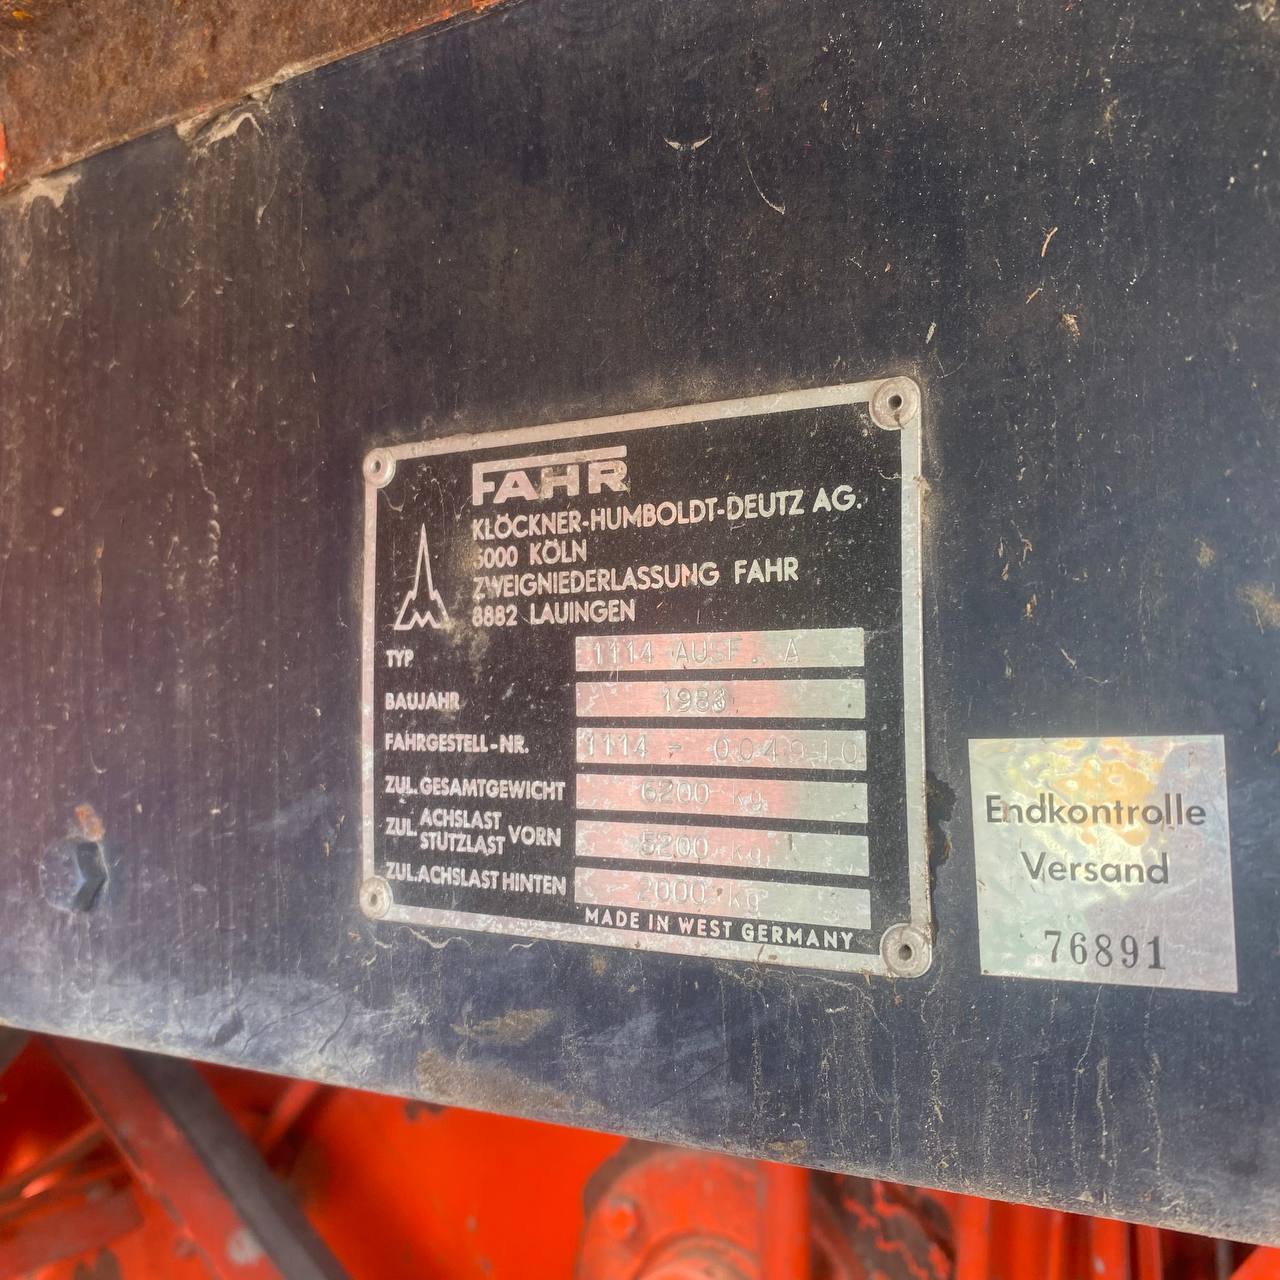 FAHR
KLÖCKNER-HUMBOLDT-DEUTZ AG.
5000 KÖLN
ZWEIGNIEDERLASSUNG FAHR
8882 LAUINGEN
TYP 1114 AUSF. A
BAUJAHR 1983
FAHRGESTELL-NR. 1114 -
ZUL. GESAMTGEWICHT 6200 kg
ZUL. ACHSLAST STÜTZLAST VORN 5200 kg
ZUL. ACHSLAST HINTEN 2000 kg
MADE IN WEST GERMANY
Endkontrolle
Versand
76891